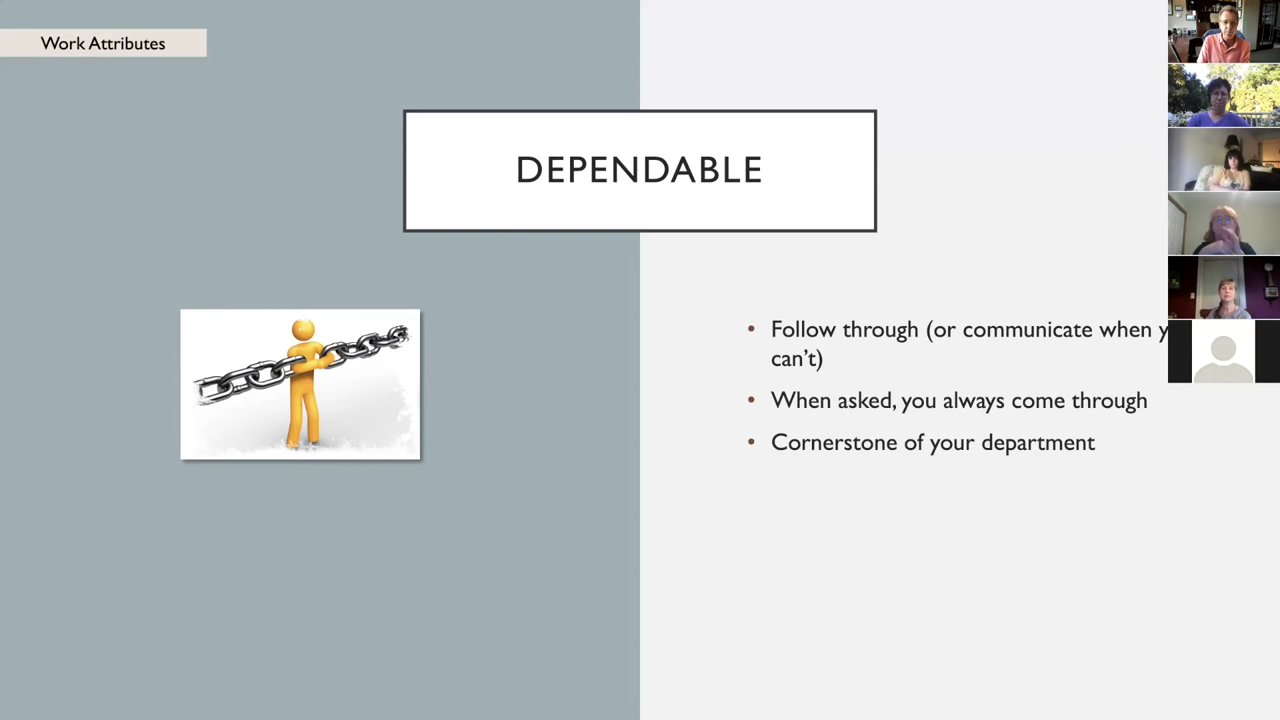 Work Attributes
DEPENDABLE
• Follow through (or communicate when
can't)
• When asked, you always come through
• Cornerstone of your department